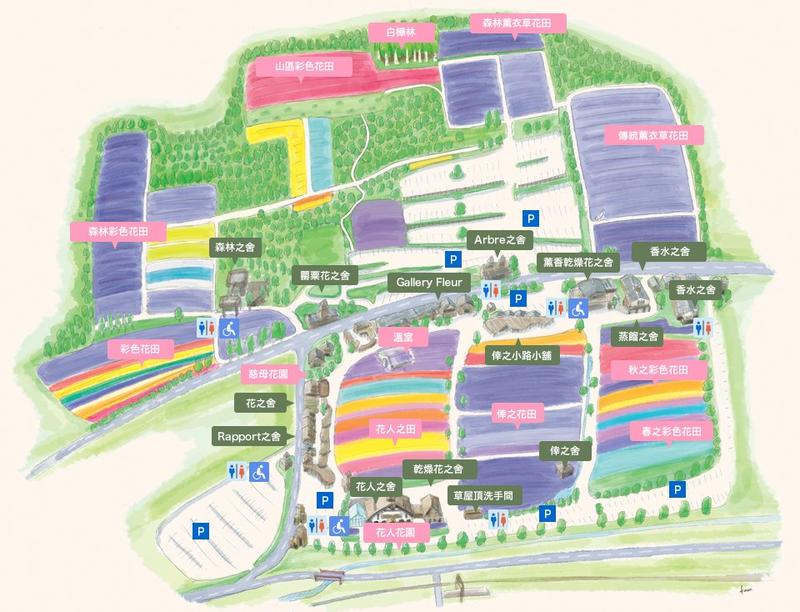 森林薰衣草花田
白樺林
山區彩色花田
傳統薰衣草花田
森林彩色花田
森林之舍
P
Arbre之舍
香水之舍
P
薰香乾燥花之舍
罌粟花之舍
Gallery Fleur
香水之舍
P
溫室
蒸餾之舍
彩色花田
倖之小路小舖
慈母花園
秋之彩色花田
花之舍
倖之花田
花人之田
春之彩色花田
Rapport之舍
倖之舍
乾燥花之舍
花人之舍
草屋頂洗手間
P
P
P
P
花人花園